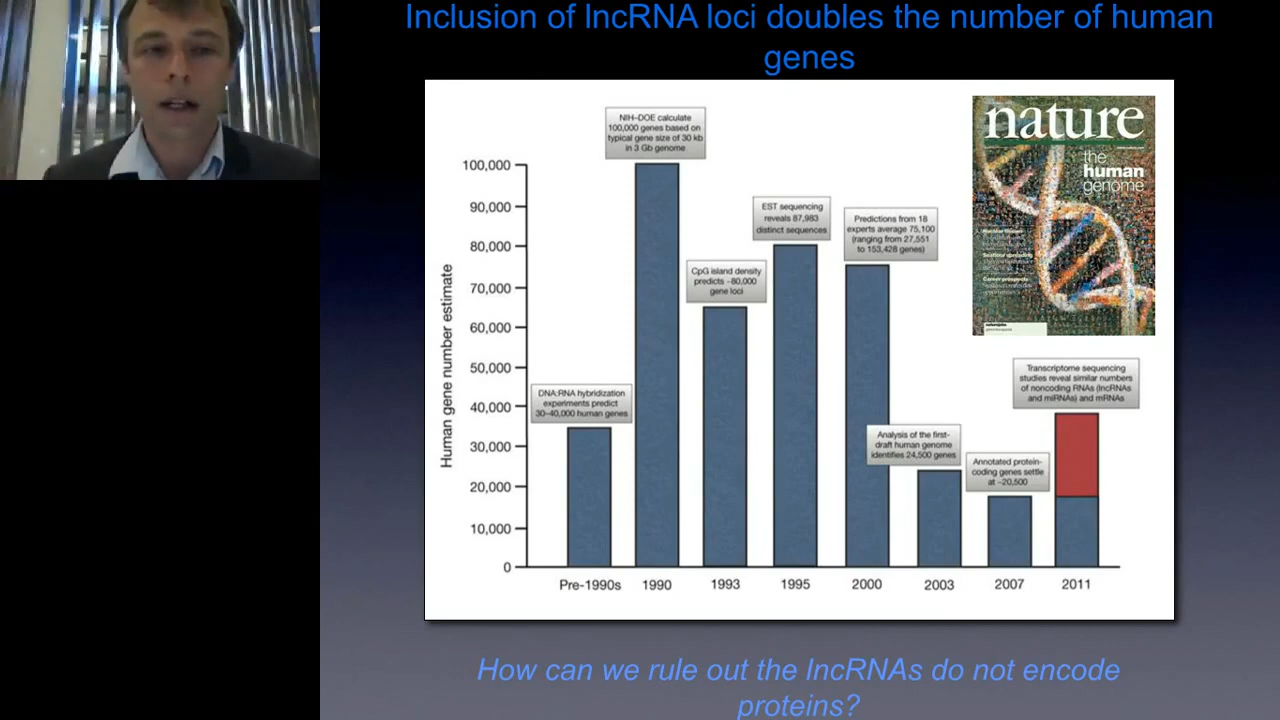 Inclusion of lncRNA loci doubles the number of human
genes
NIH-DOE calculate
100,000 genes based on
typical gene size of 30 kb
in 3 Gb genome
nature
the
human
genome
100,000
90,000
80,000
70,000
60,000
50,000
40,000
30,000
20,000
10,000
0
Human gene number estimate
EST sequencing
reveals 87,983
distinct sequences
Predictions from 18
experts average 75,100
(ranging from 27,551
to 153,428 genes)
CpG island density
predicts ~80,000
gene loci
DNA:RNA hybridization
experiments predict
30–40,000 human genes
Transcriptome sequencing
studies reveal similar numbers
of noncoding RNAs (lncRNAs
and miRNAs) and mRNAs
Analysis of the first-
draft human genome
identifies 24,500 genes
Annotated protein-
coding genes settle
at ~20,500
Pre-1990s
1990
1993
1995
2000
2003
2007
2011
How can we rule out the lncRNAs do not encode
proteins?